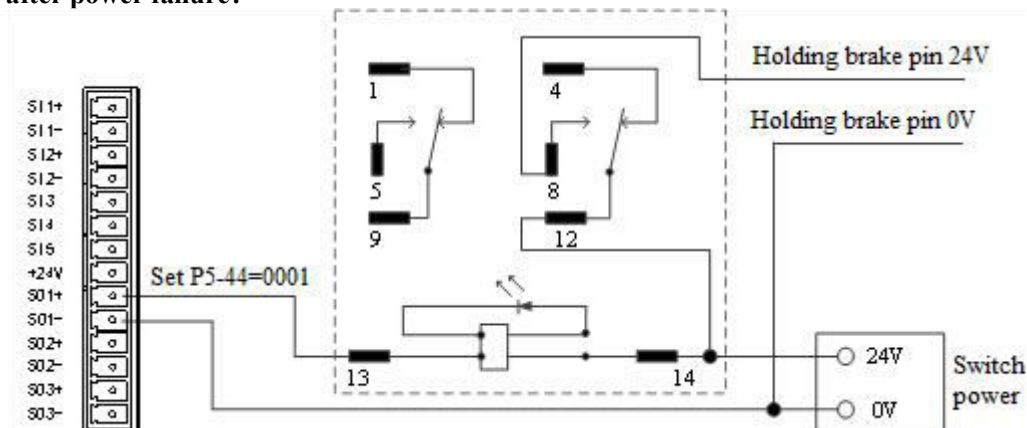 after power failure?
Holding brake pin 24V
Holding brake pin 0V
1
4
5
8
9
12
SI1+
SI1-
SI2+
SI2-
SI3
SI4
SI5
+24V
SO1+
SO1-
SO2+
SO2-
SO3+
SO3-
Set P5-44=0001
13
14
24V
0V
Switch
power